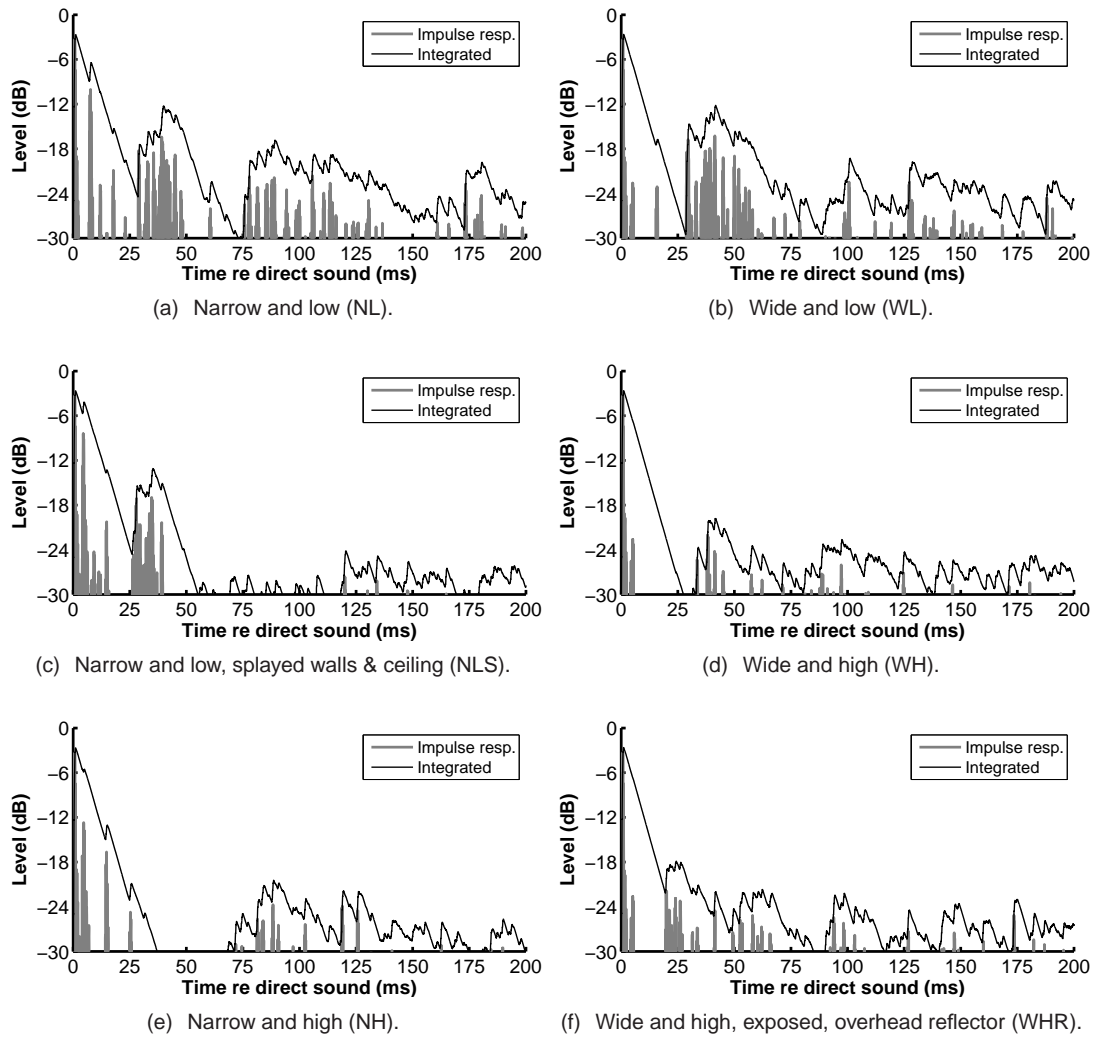 0
−6
−12
−18
−24
−30
Level (dB)
Impulse resp.
Integrated
0 25 50 75 100 125 150 175 200
Time re direct sound (ms)
(a) Narrow and low (NL).
0
−6
−12
−18
−24
−30
Level (dB)
Impulse resp.
Integrated
0 25 50 75 100 125 150 175 200
Time re direct sound (ms)
(b) Wide and low (WL).
0
−6
−12
−18
−24
−30
Level (dB)
Impulse resp.
Integrated
0 25 50 75 100 125 150 175 200
Time re direct sound (ms)
(c) Narrow and low, splayed walls & ceiling (NLS).
0
−6
−12
−18
−24
−30
Level (dB)
Impulse resp.
Integrated
0 25 50 75 100 125 150 175 200
Time re direct sound (ms)
(d) Wide and high (WH).
0
−6
−12
−18
−24
−30
Level (dB)
Impulse resp.
Integrated
0 25 50 75 100 125 150 175 200
Time re direct sound (ms)
(e) Narrow and high (NH).
0
−6
−12
−18
−24
−30
Level (dB)
Impulse resp.
Integrated
0 25 50 75 100 125 150 175 200
Time re direct sound (ms)
(f) Wide and high, exposed, overhead reflector (WHR).